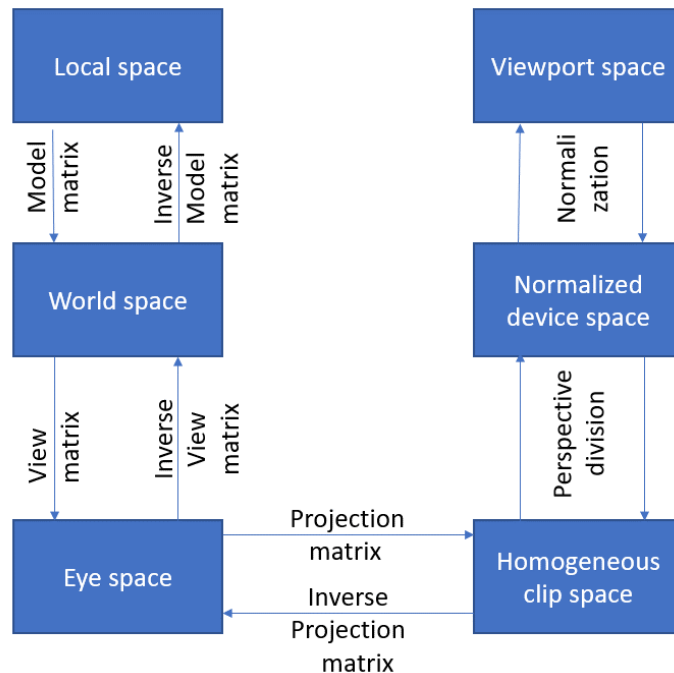 Local space
Viewport space
Model
matrix
Inverse
Model
matrix
Normali
zation
World space
Normalized
device space
View
matrix
Inverse
View
matrix
Perspective
division
Projection
matrix
Eye space
Homogeneous
clip space
Inverse
Projection
matrix